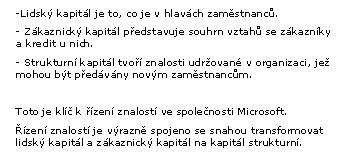 -Lidský kapitál je to, co je v hlavách zaměstnanců.
- Zákaznický kapitál představuje souhrn vztahů se zákazníky
a kredit u nich.
- Strukturní kapitál tvoří znalosti udržované v organizaci, jež
mohou být předávány novým zaměstnancům.
Toto je klíč k řízení znalostí ve společnosti Microsoft.
Řízení znalostí je výrazně spojeno se snahou transformovat
lidský kapitál a zákaznický kapitál na kapitál strukturní.